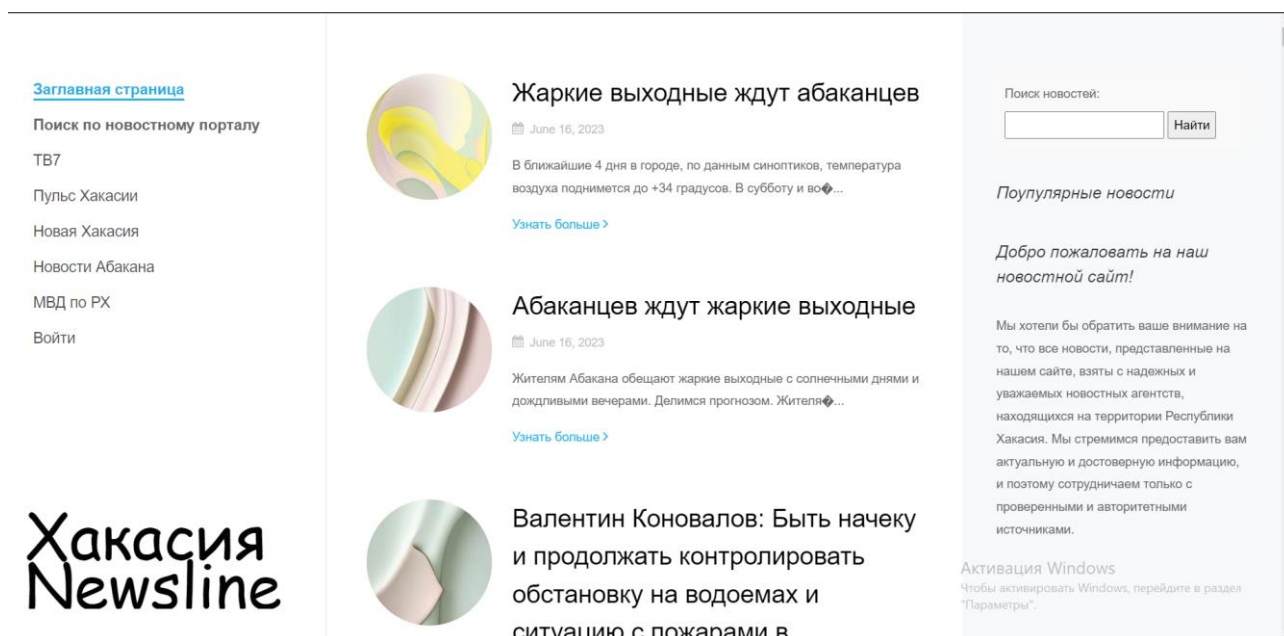 Заглавная страница
Поиск по новостному порталу
ТВ7
Пульс Хакасии
Новая Хакасия
Новости Абакана
МВД по РХ
Войти
Хакасия
Newsline
Жаркие выходные ждут абаканцев
June 16, 2023
В ближайшие 4 дня в городе, по данным синоптиков, температура
воздуха поднимется до +34 градусов. В субботу и во�...
Узнать больше >
Абаканцев ждут жаркие выходные
June 16, 2023
Жителям Абакана обещают жаркие выходные с солнечными днями и
дождливыми вечерами. Делимся прогнозом. Жителя�...
Узнать больше >
Валентин Коновалов: Быть начеку
и продолжать контролировать
обстановку на водоемах и
ситуацию с пожарами в
Поиск новостей:
Найти
Поупулярные новости
Добро пожаловать на наш
новостной сайт!
Мы хотели бы обратить ваше внимание на
то, что все новости, представленные на
нашем сайте, взяты с надежных и
уважаемых новостных агентств,
находящихся на территории Республики
Хакасия. Мы стремимся предоставить вам
актуальную и достоверную информацию,
и поэтому сотрудничаем только с
проверенными и авторитетными
источниками.
Активация Windows
Чтобы активировать Windows, перейдите в раздел
"Параметры".